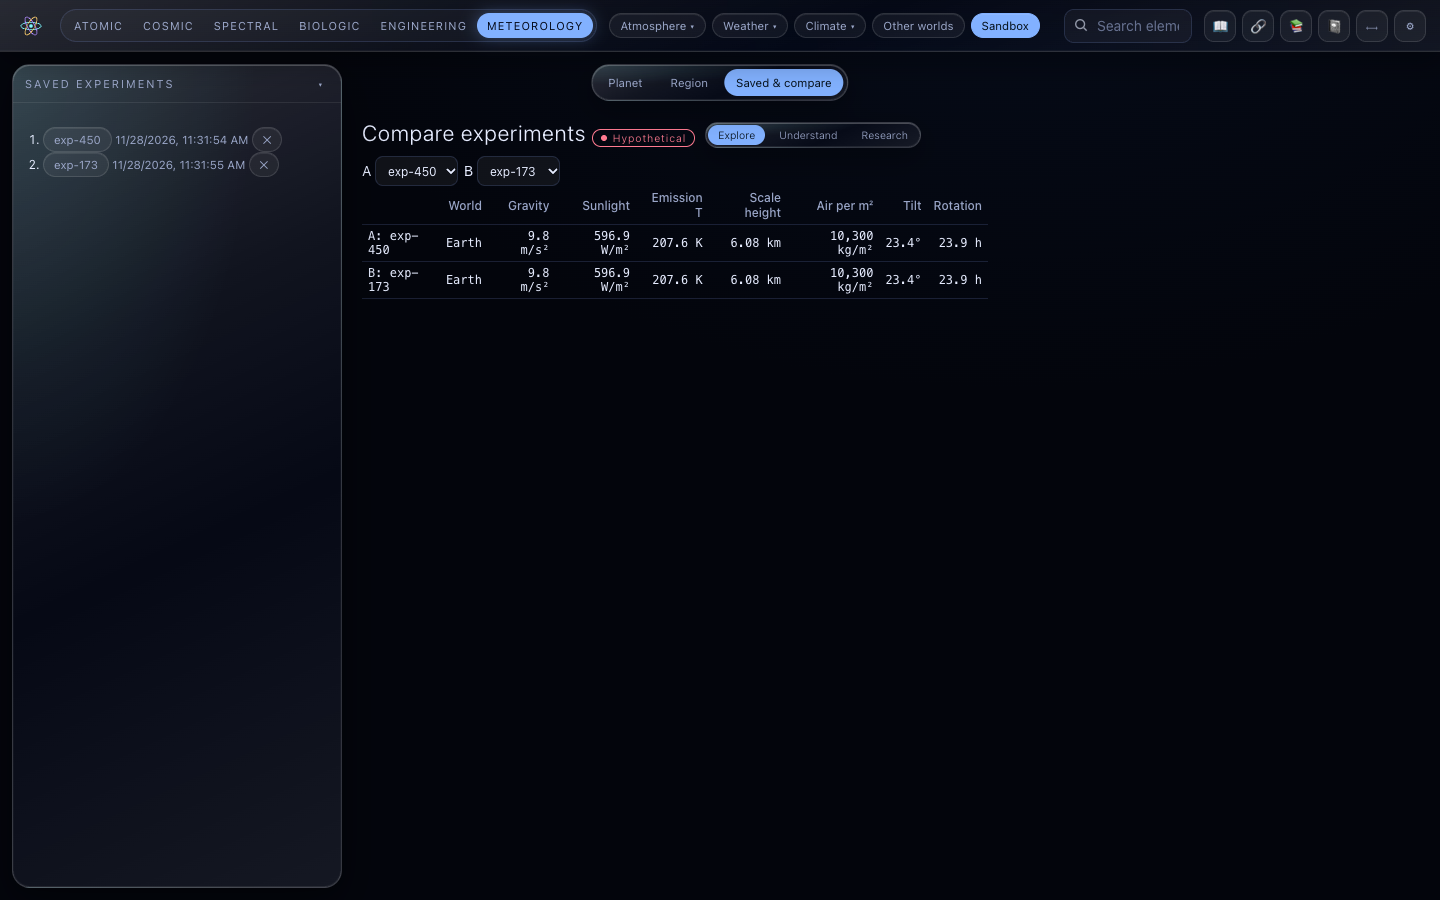 ATOMIC COSMIC SPECTRAL BIOLOGIC ENGINEERING METEOROLOGY Atmosphere Weather Climate Other worlds Sandbox Search eleme
SAVED EXPERIMENTS
Planet Region Saved & compare
1. exp-450 11/28/2026, 11:31:54 AM ×
2. exp-173 11/28/2026, 11:31:55 AM ×
Compare experiments Hypothetical Explore Understand Research
A exp-450 B exp-173
World Gravity Sunlight Emission T Scale height Air per m² Tilt Rotation
A: exp-450 Earth 9.8 m/s² 596.9 W/m² 207.6 K 6.08 km 10,300 kg/m² 23.4° 23.9 h
B: exp-173 Earth 9.8 m/s² 596.9 W/m² 207.6 K 6.08 km 10,300 kg/m² 23.4° 23.9 h